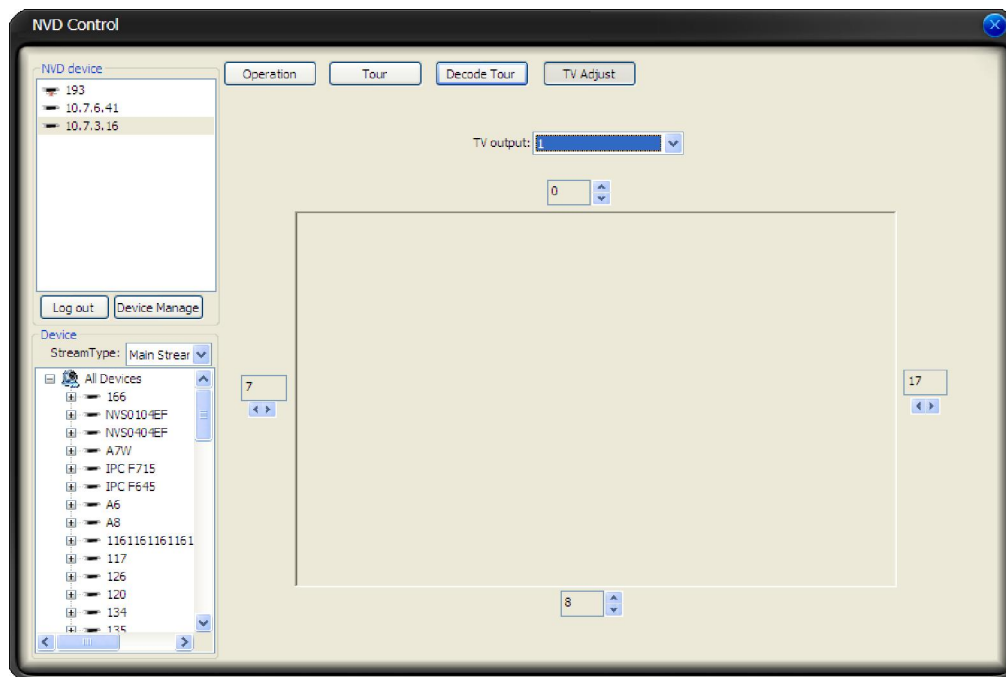 NVD Control
NVD device
193
10.7.6.41
10.7.3.16
Log out
Device Manage
Device
StreamType:
Main Strear
All Devices
166
NVS0104EF
NVS0404EF
A7W
IPC F715
IPC F645
A6
A8
1161161161161
117
126
120
134
135
Operation
Tour
Decode Tour
TV Adjust
TV output:
1
0
7
17
8